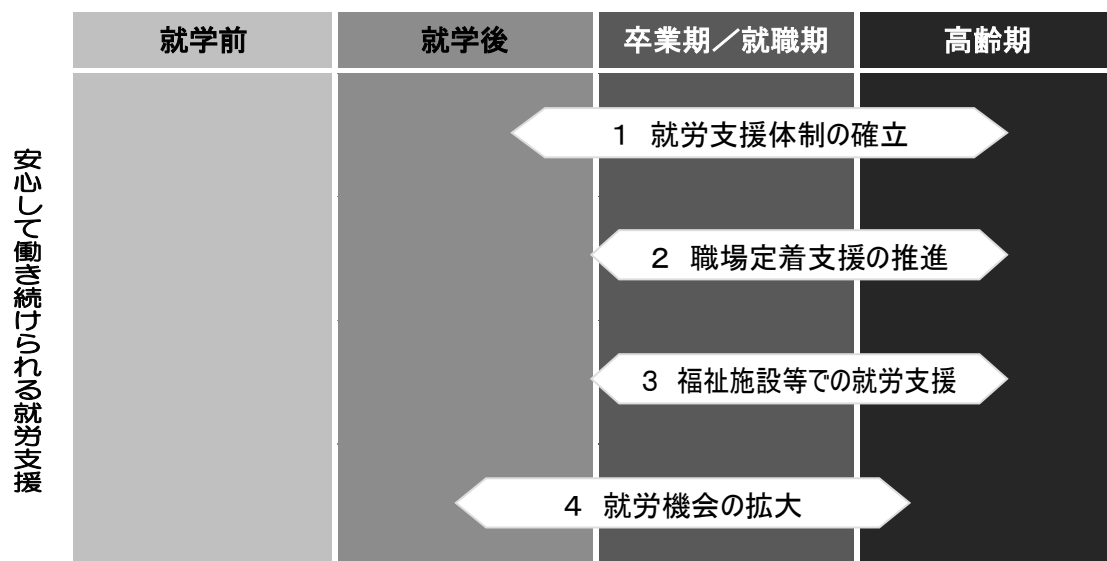 就学前
就学後
卒業期／就職期
高齢期
安心して働き続けられる就労支援
１　就労支援体制の確立
２　職場定着支援の推進
３　福祉施設等での就労支援
４　就労機会の拡大